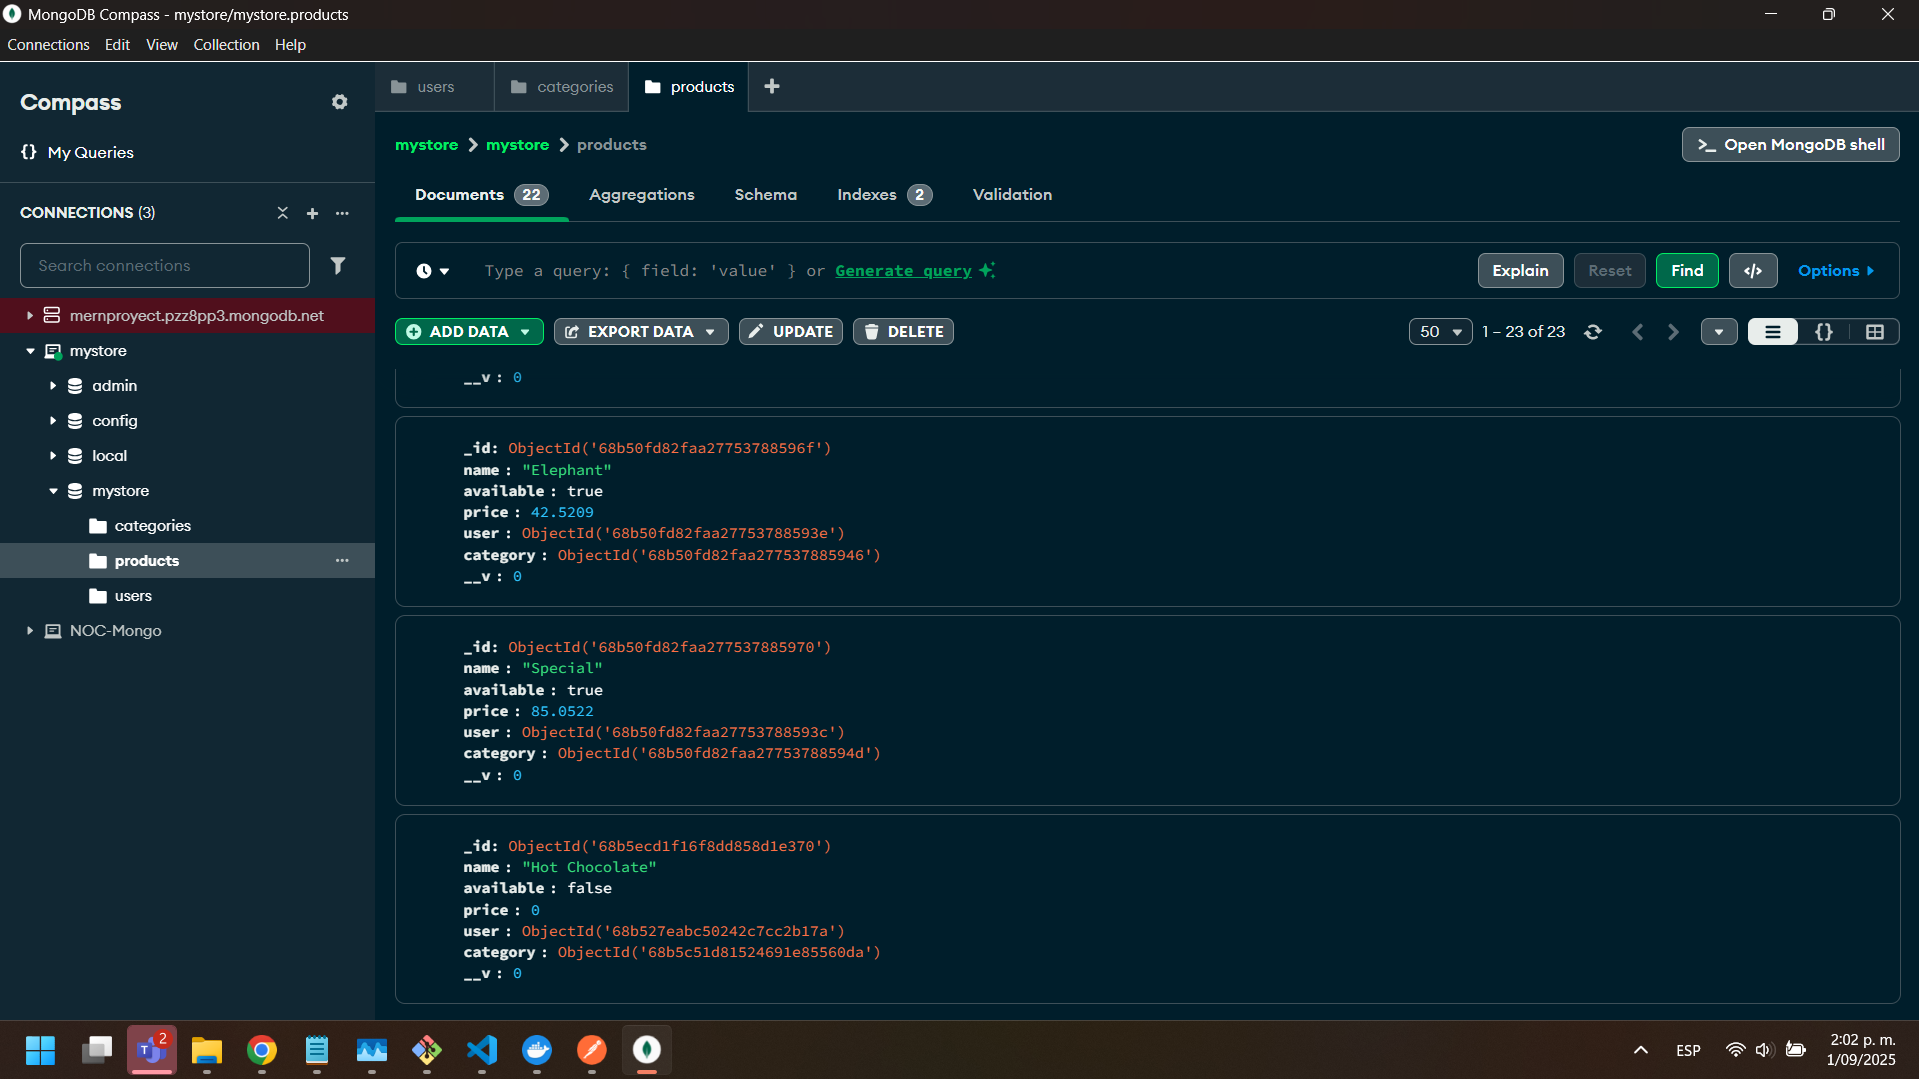 MongoDB Compass - mystore/mystore.products
Connections Edit View Collection Help
Compass
{} My Queries
CONNECTIONS (3)
Search connections
mernproyect.pzz8pp3.mongodb.net
mystore
admin
config
local
mystore
categories
products
users
NOC-Mongo
users categories products
mystore mystore products
>_ Open MongoDB shell
Documents 22 Aggregations Schema Indexes 2 Validation
Type a query: { field: 'value' } or Generate query
Explain Reset Find </> Options
ADD DATA EXPORT DATA UPDATE DELETE
50 1 – 23 of 23 {}
__v : 0
_id: ObjectId('68b50fd82faa27753788596f')
name : "Elephant"
available : true
price : 42.5209
user : ObjectId('68b50fd82faa27753788593e')
category : ObjectId('68b50fd82faa277537885946')
__v : 0
_id: ObjectId('68b50fd82faa277537885970')
name : "Special"
available : true
price : 85.0522
user : ObjectId('68b50fd82faa27753788593c')
category : ObjectId('68b50fd82faa27753788594d')
__v : 0
_id: ObjectId('68b5ecd1f16f8dd858d1e370')
name : "Hot Chocolate"
available : false
price : 0
user : ObjectId('68b527eabc50242c7cc2b17a')
category : ObjectId('68b5c51d81524691e85560da')
__v : 0
2
T
ESP
2:02 p. m.
1/09/2025